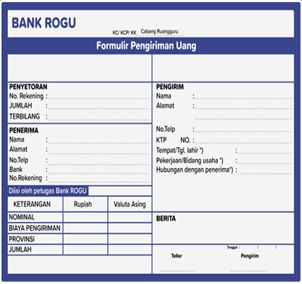 BANK ROGU
KC/ KCP/ KK Cabang Ruangguru
Formulir Pengiriman Uang
PENYETORAN
No. Rekening :
JUMLAH :
TERBILANG :
PENERIMA
Nama :
Alamat :
No.Telp :
Bank :
No.Rekening :
Diisi oleh petugas Bank ROGU
KETERANGAN Rupiah Valuta Asing
NOMINAL
BIAYA PENGIRIMAN
PROVINSI
JUMLAH
PENGIRIM
Nama :
Alamat :
No.Telp :
KTP NO. :
Tempat/Tgl. lahir *) :
Pekerjaan/Bidang usaha *) :
Hubungan dengan penerima*) :
BERITA
Tanggal : / /
Teller Pengirim